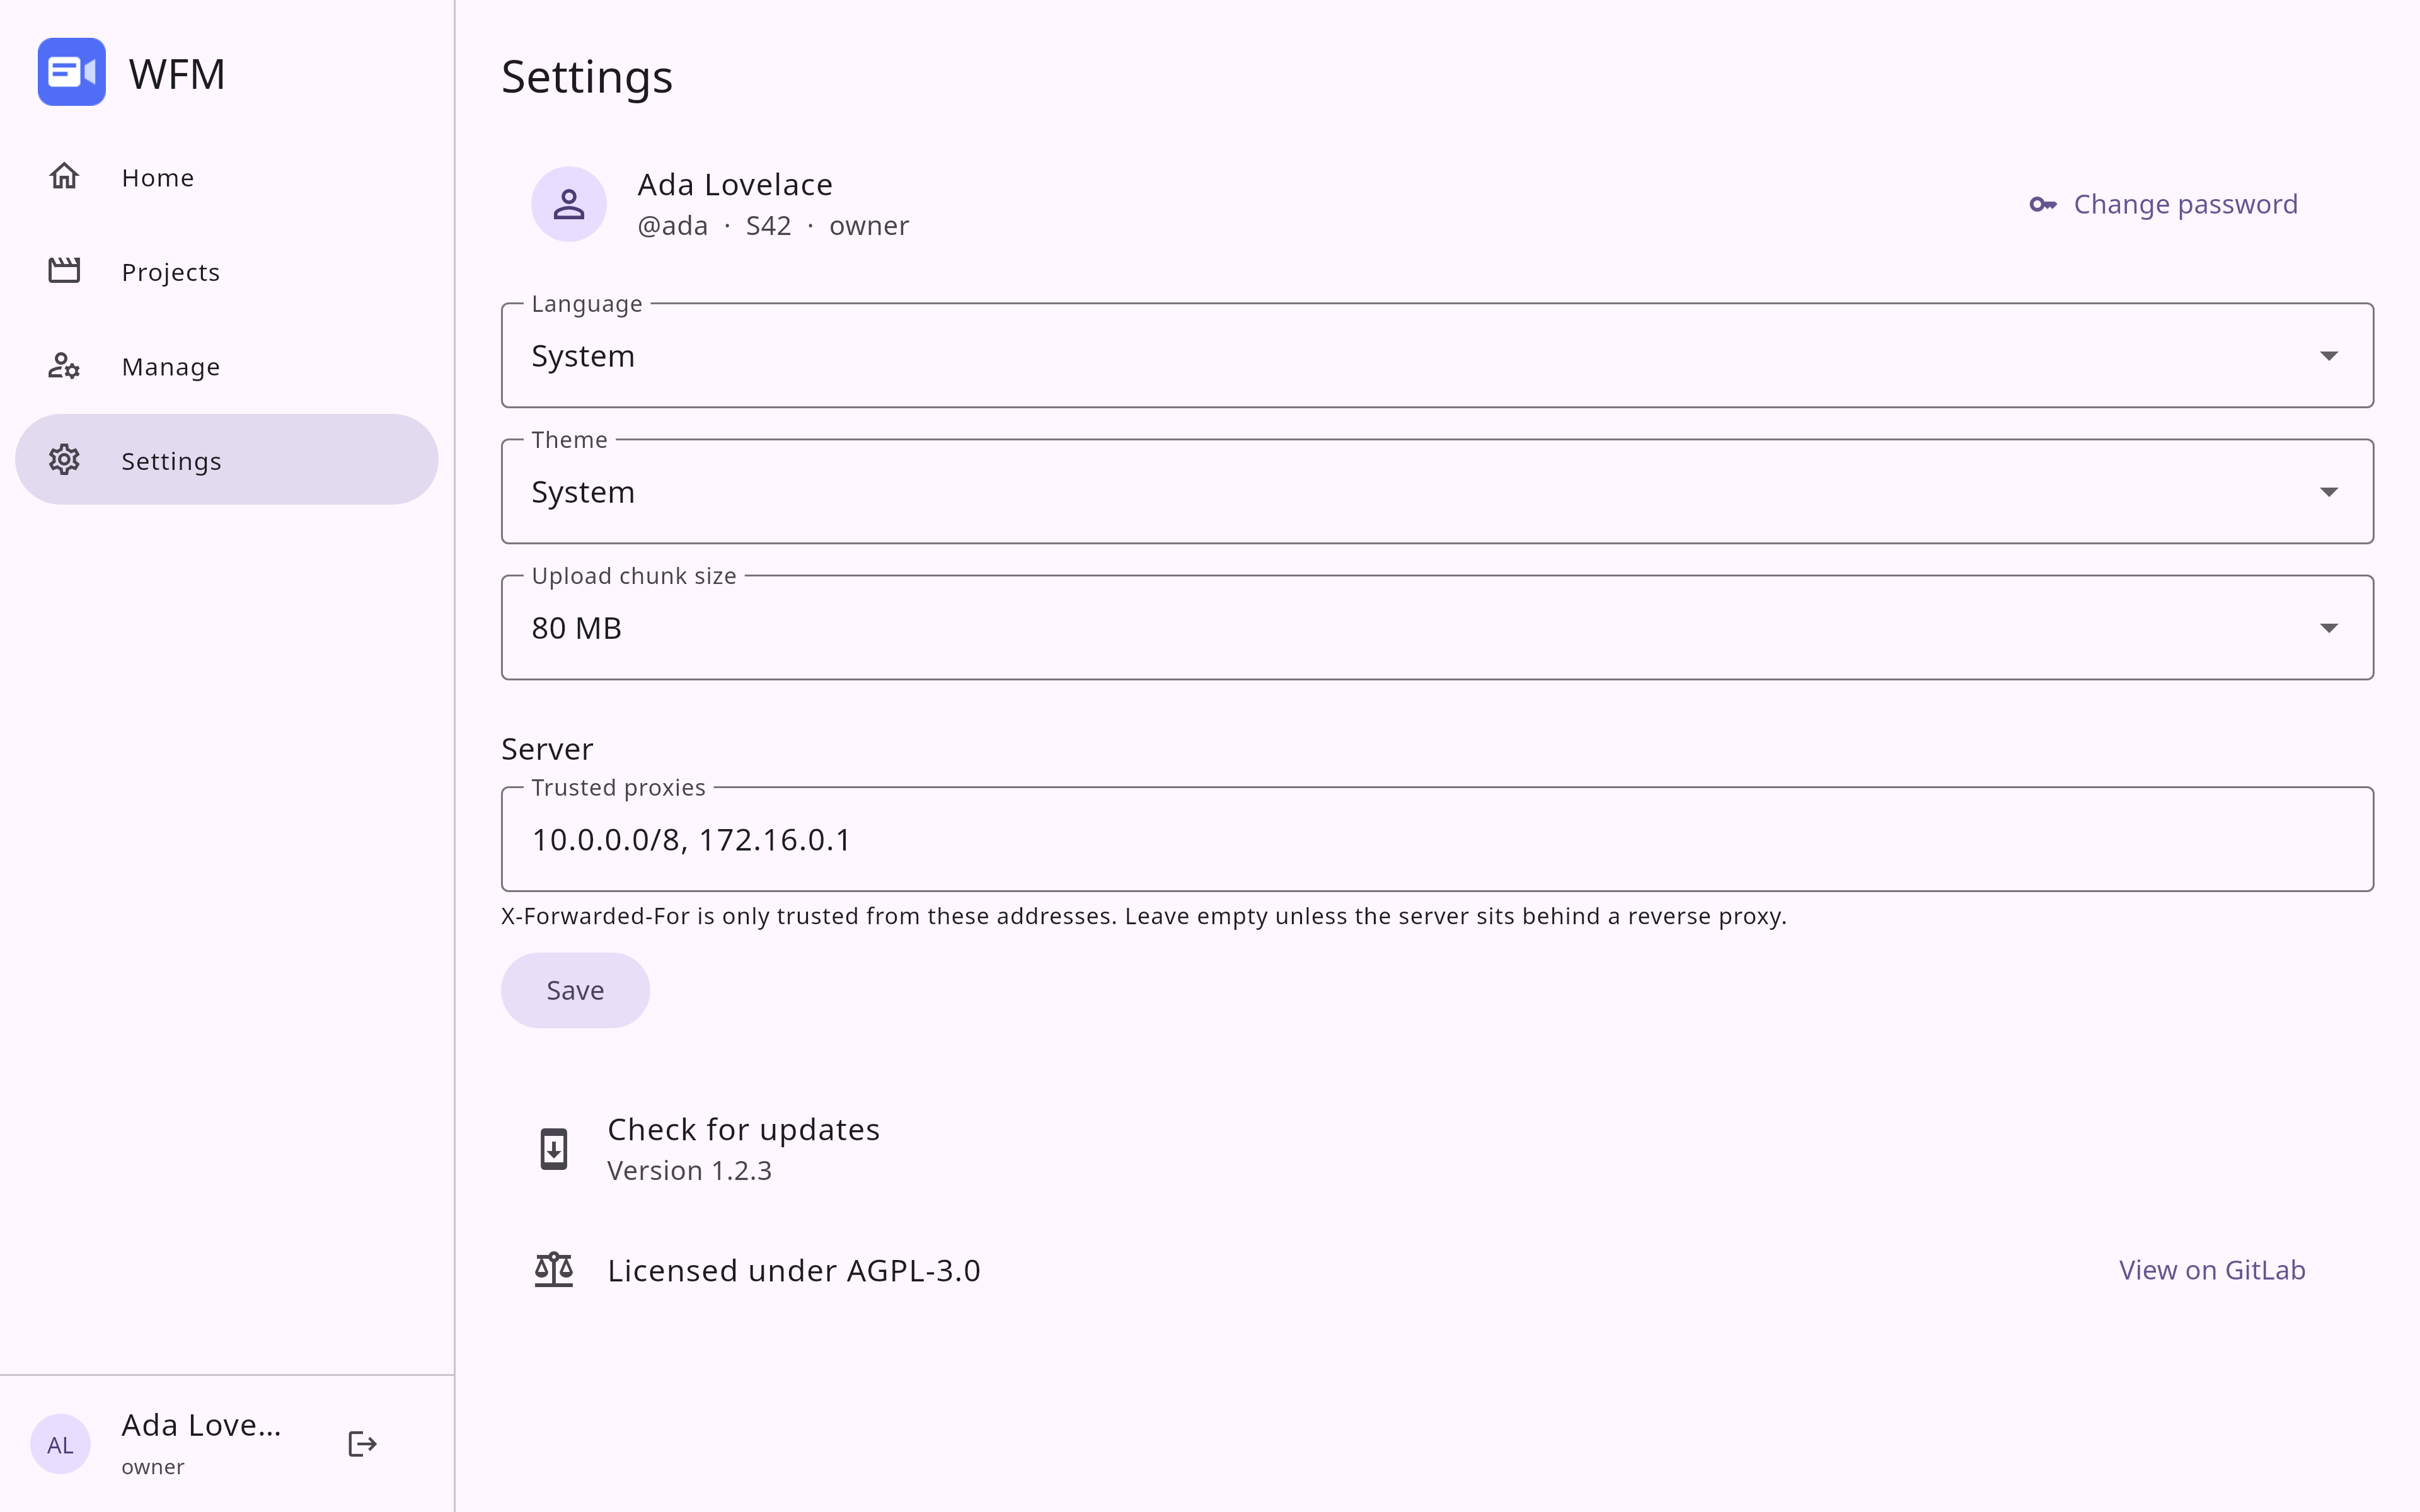 WFM
Home
Projects
Manage
Settings
Ada Love...
owner
AL
Settings
Ada Lovelace
@ada · S42 · owner
Change password
Language
System
Theme
System
Upload chunk size
80 MB
Server
Trusted proxies
10.0.0.0/8, 172.16.0.1
X-Forwarded-For is only trusted from these addresses. Leave empty unless the server sits behind a reverse proxy.
Save
Check for updates
Version 1.2.3
Licensed under AGPL-3.0
View on GitLab